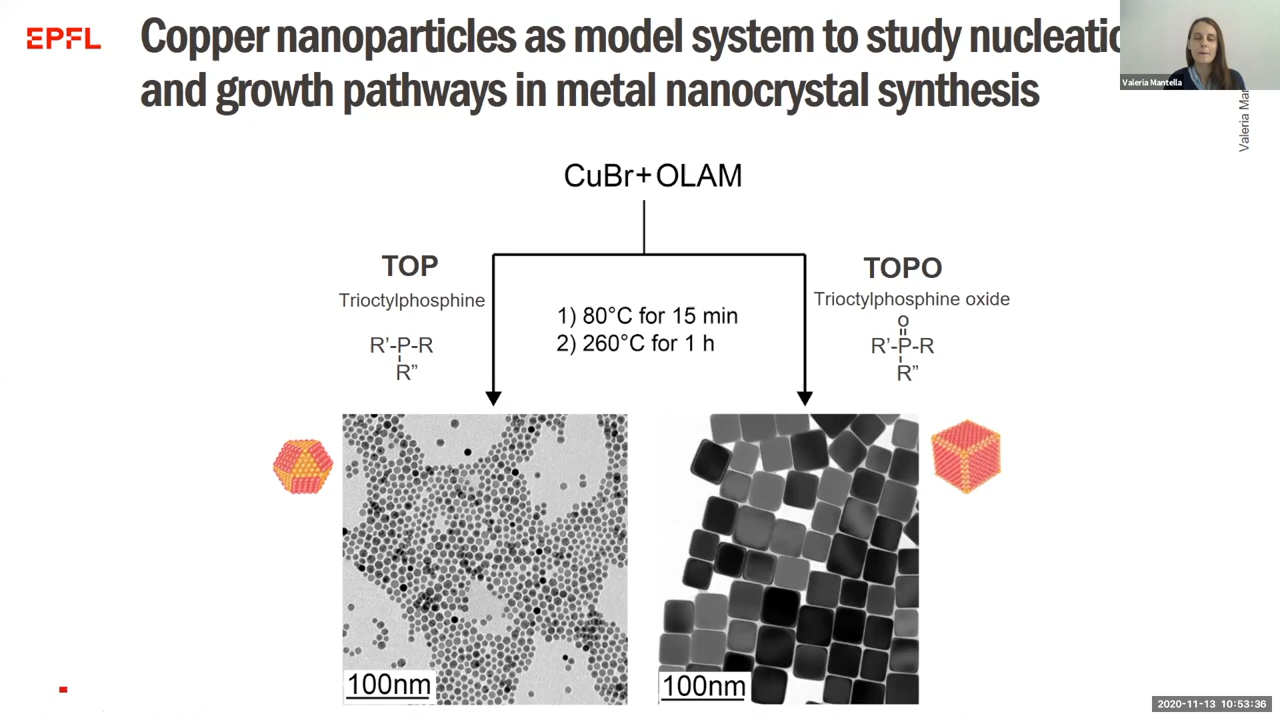 EPFL
Copper nanoparticles as model system to study nucleatio
and growth pathways in metal nanocrystal synthesis
Valeria Mantella
Valeria Mar
CuBr+OLAM
TOP
Trioctylphosphine
R'-P-R
R”
1) 80°C for 15 min
2) 260°C for 1 h
TOPO
Trioctylphosphine oxide
O
R'-P-R
R”
100nm
100nm
2020-11-13 10:53:36